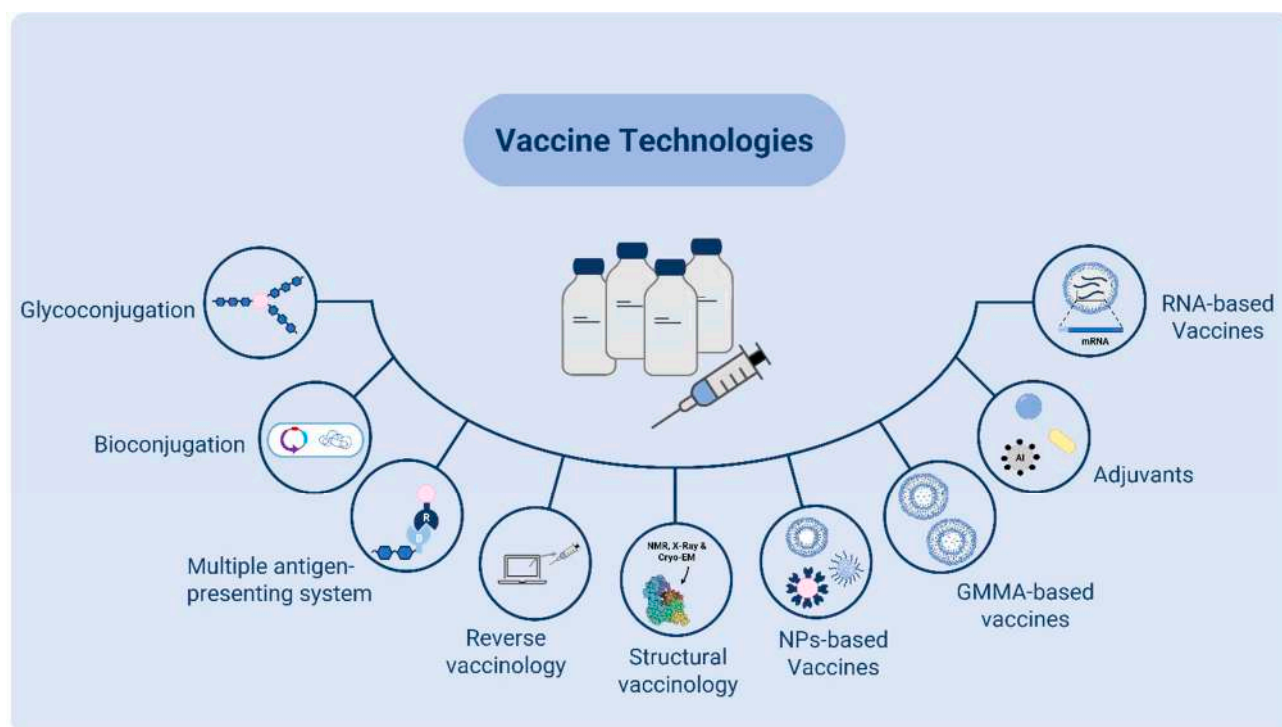 Vaccine Technologies
Glycoconjugation
Bioconjugation
R
B
Multiple antigen-
presenting system
Reverse
vaccinology
NMR, X-Ray &
Cryo-EM
Structural
vaccinology
NPs-based
Vaccines
GMMA-based
vaccines
Al
Adjuvants
mRNA
RNA-based
Vaccines